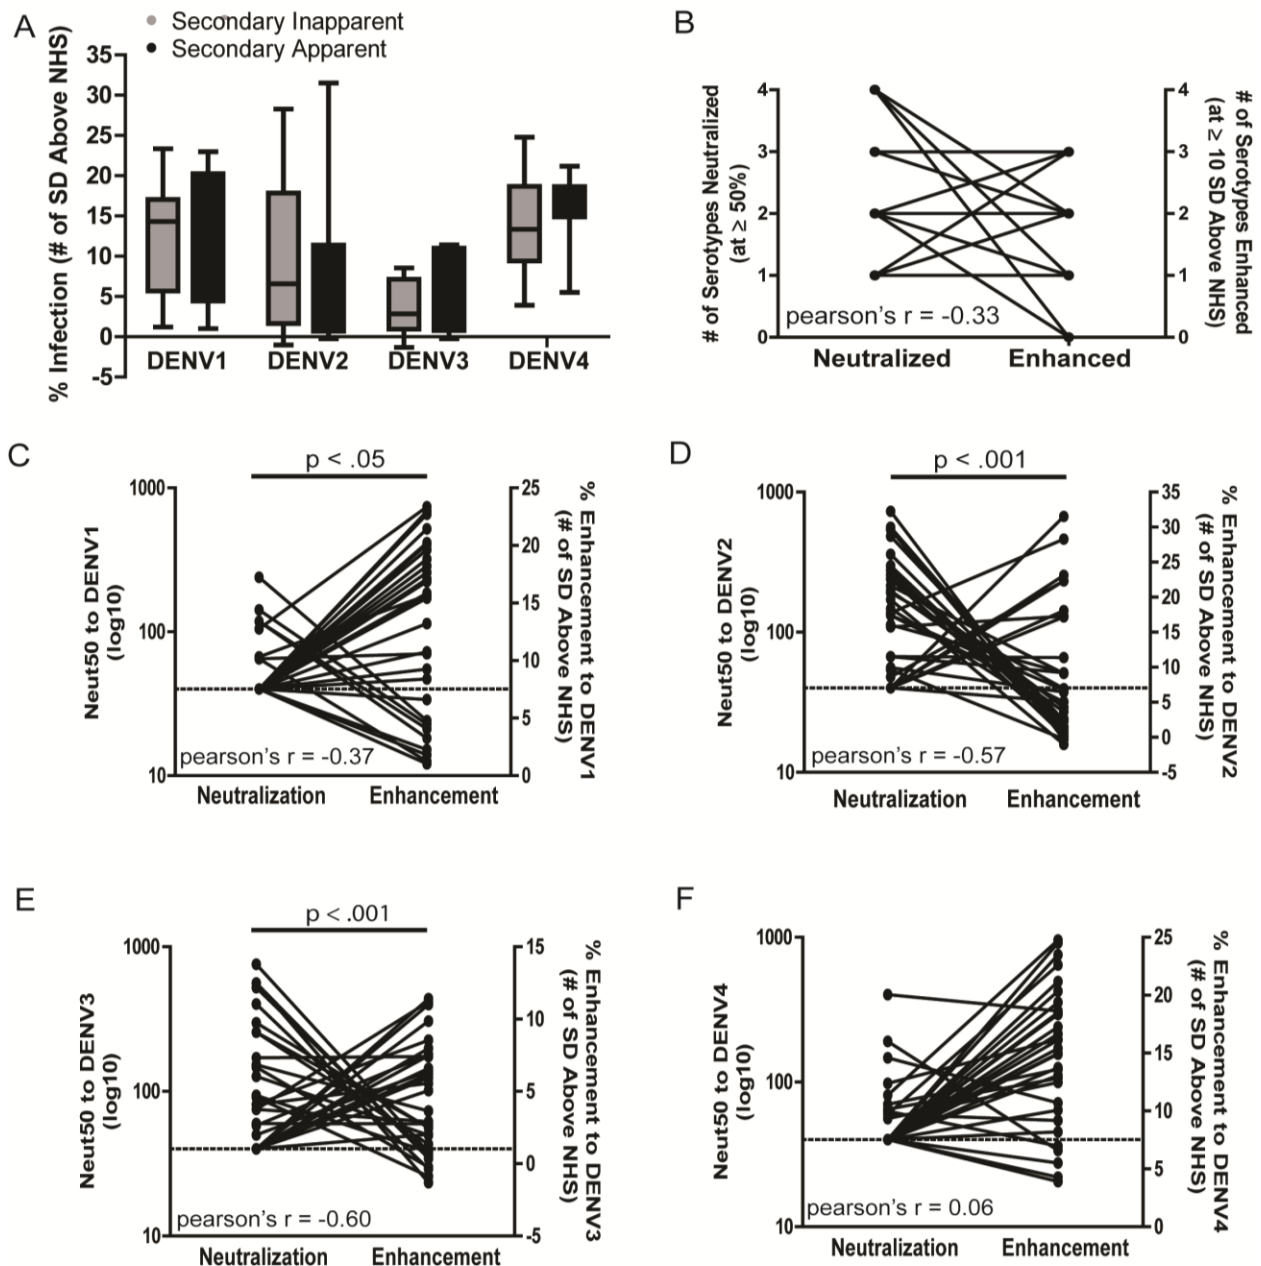 A
Secondary Inapparent
Secondary Apparent
% Infection (# of SD Above NHS)
35
30
25
20
15
10
5
0
-5
DENV1 DENV2 DENV3 DENV4
B
# of Serotypes Neutralized
(at ≥ 50%)
4
3
2
1
0
pearson's r = -0.33
Neutralized Enhanced
4
3
2
1
0
# of Serotypes Enhanced
(at ≥ 10 SD Above NHS)
C
p < .05
Neut50 to DENV1
(log10)
1000
100
10
pearson's r = -0.37
Neutralization Enhancement
25
20
15
10
5
0
% Enhancement to DENV1
(# of SD Above NHS)
D
p < .001
Neut50 to DENV2
(log10)
1000
100
10
pearson's r = -0.57
Neutralization Enhancement
35
30
25
20
15
10
5
0
-5
% Enhancement to DENV2
(# of SD Above NHS)
E
p < .001
Neut50 to DENV3
(log10)
1000
100
10
pearson's r = -0.60
Neutralization Enhancement
15
10
5
0
-5
% Enhancement to DENV3
(# of SD Above NHS)
F
Neut50 to DENV4
(log10)
1000
100
10
pearson's r = 0.06
Neutralization Enhancement
25
20
15
10
5
0
% Enhancement to DENV4
(# of SD Above NHS)